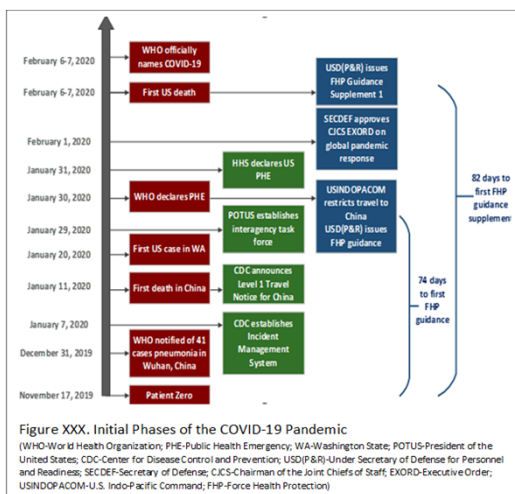 February 6-7, 2020
WHO officially
names COVID-19
February 6-7, 2020
First US death
USD(P&R) issues
FHP Guidance
Supplement 1
February 1, 2020
SECDEF approves
CJCS EXORD on
global pandemic
response
January 31, 2020
HHS declares US
PHE
January 30, 2020
WHO declares PHE
USINDOPACOM
restricts travel to
China
USD(P&R) issues
FHP guidance
January 29, 2020
POTUS establishes
interagency task
force
January 20, 2020
First US case in WA
January 11, 2020
First death in China
CDC announces
Level 1 Travel
Notice for China
January 7, 2020
CDC establishes
Incident
Management
System
December 31, 2019
WHO notified of 41
cases pneumonia in
Wuhan, China
November 17, 2019
Patient Zero
74 days
to first
FHP
guidance
82 days to
first FHP
guidance
supplement
Figure XXX. Initial Phases of the COVID-19 Pandemic
(WHO-World Health Organization; PHE-Public Health Emergency; WA-Washington State; POTUS-President of the
United States; CDC-Center for Disease Control and Prevention; USD(P&R)-Under Secretary of Defense for Personnel
and Readiness; SECDEF-Secretary of Defense; CJCS-Chairman of the Joint Chiefs of Staff; EXORD-Executive Order;
USINDOPACOM-U.S. Indo-Pacific Command; FHP-Force Health Protection)